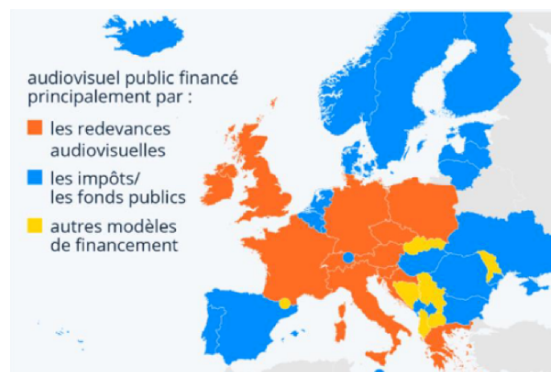 audiovisuel public financé
principalement par :
les redevances
audiovisuelles
les impôts/
les fonds publics
autres modèles
de financement